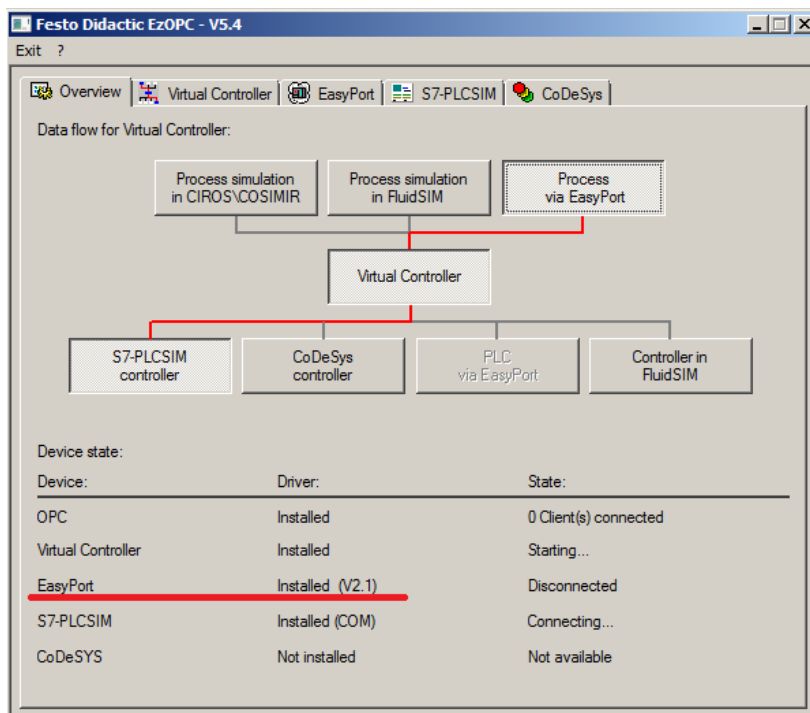 Festo Didactic EzOPC - V5.4
Exit ?
Overview Virtual Controller EasyPort S7-PLCSIM CoDeSys
Data flow for Virtual Controller:
Process simulation
in CIROS\COSIMIR
Process simulation
in FluidSIM
Process
via EasyPort
Virtual Controller
S7-PLCSIM
controller
CoDeSys
controller
PLC
via EasyPort
Controller in
FluidSIM
Device state:
Device: Driver: State:
OPC Installed 0 Client(s) connected
Virtual Controller Installed Starting...
EasyPort Installed (V2.1) Disconnected
S7-PLCSIM Installed (COM) Connecting...
CoDeSYS Not installed Not available